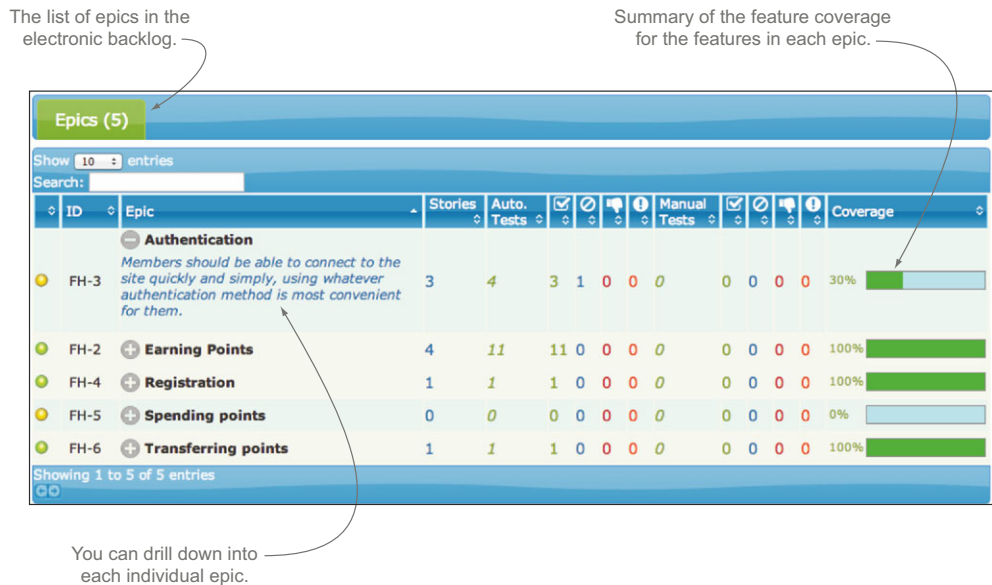 The list of epics in the
electronic backlog.
Summary of the feature coverage
for the features in each epic.
Epics (5)
Show 10 entries
Search:
ID Epic Stories Auto. Tests Manual Tests Coverage
Authentication
FH-3 Members should be able to connect to the site quickly and simply, using whatever authentication method is most convenient for them. 3 4 3 1 0 0 0 0 0 0 0 30%
FH-2 Earning Points 4 11 11 0 0 0 0 0 0 0 0 100%
FH-4 Registration 1 1 1 0 0 0 0 0 0 0 0 100%
FH-5 Spending points 0 0 0 0 0 0 0 0 0 0 0 0%
FH-6 Transferring points 1 1 1 0 0 0 0 0 0 0 0 100%
Showing 1 to 5 of 5 entries
You can drill down into
each individual epic.